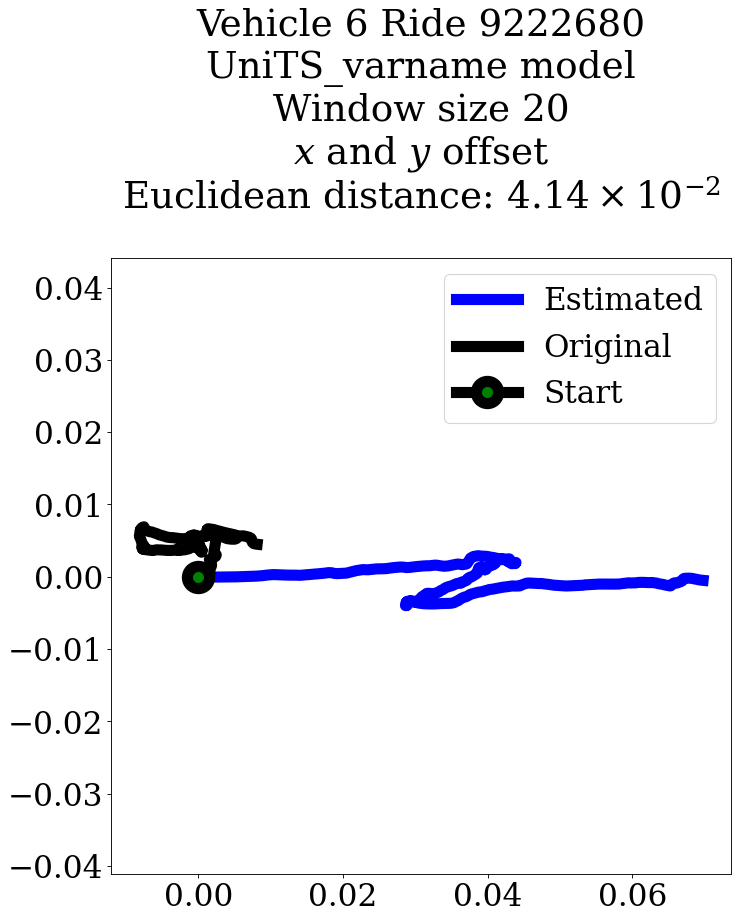 Vehicle 6 Ride 9222680
UniTS_varname model
Window size 20
x and y offset
Euclidean distance: 4.14 × 10⁻²
Estimated
Original
Start
0.04
0.03
0.02
0.01
0.00
−0.01
−0.02
−0.03
−0.04
0.00 0.02 0.04 0.06